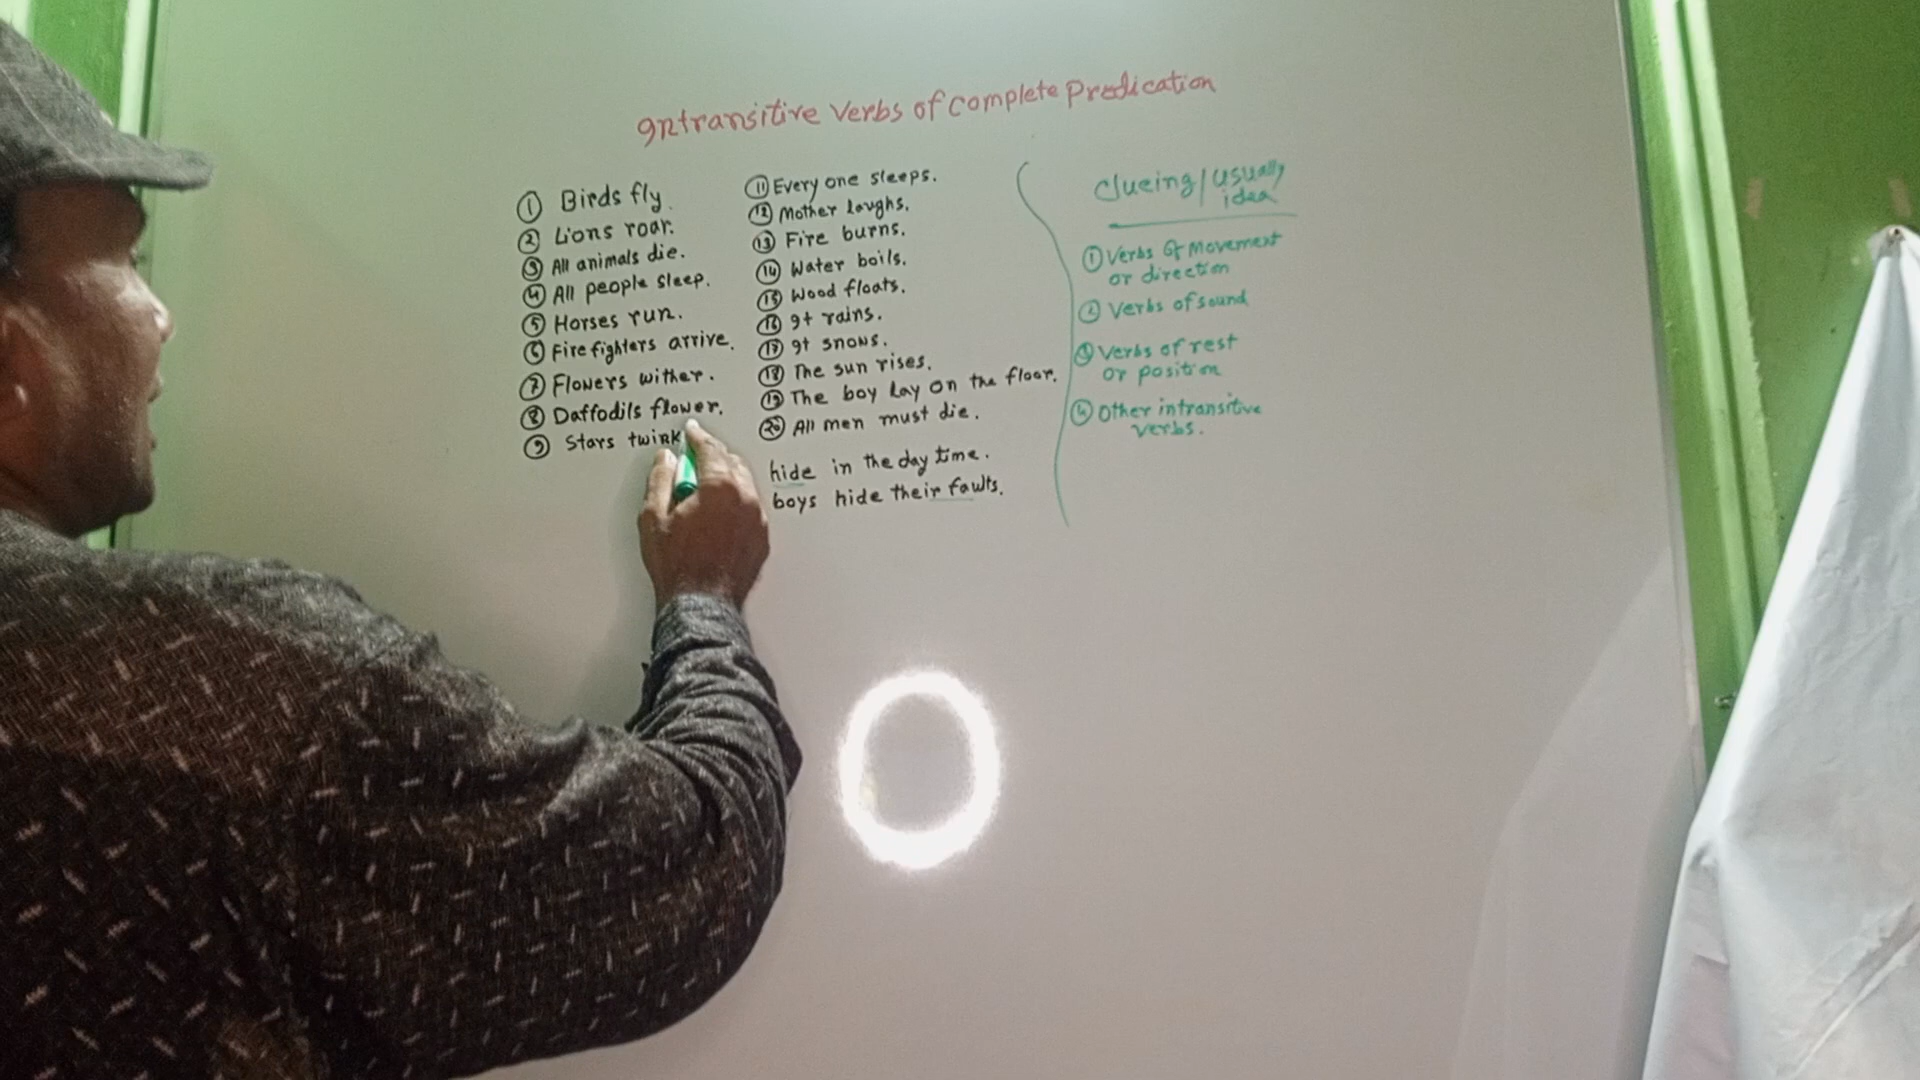 Intransitive Verbs of Complete Predication
① Birds fly.
② Lions roar.
③ All animals die.
④ All people sleep.
⑤ Horses run.
⑥ Fire fighters arrive.
⑦ Flowers wither.
⑧ Daffodils flower.
⑨ Stars twink
⑪ Every one sleeps.
⑫ Mother laughs.
⑬ Fire burns.
⑭ Water boils.
⑮ Wood floats.
⑯ It rains.
⑰ It snows.
⑱ The sun rises.
⑲ The boy lay on the floor.
⑳ All men must die.
hide in the day time.
boys hide their faults.
Clueing/usually
idea
① Verbs of movement
or direction
② Verbs of sound
③ Verbs of rest
or position
④ Other intransitive
verbs.